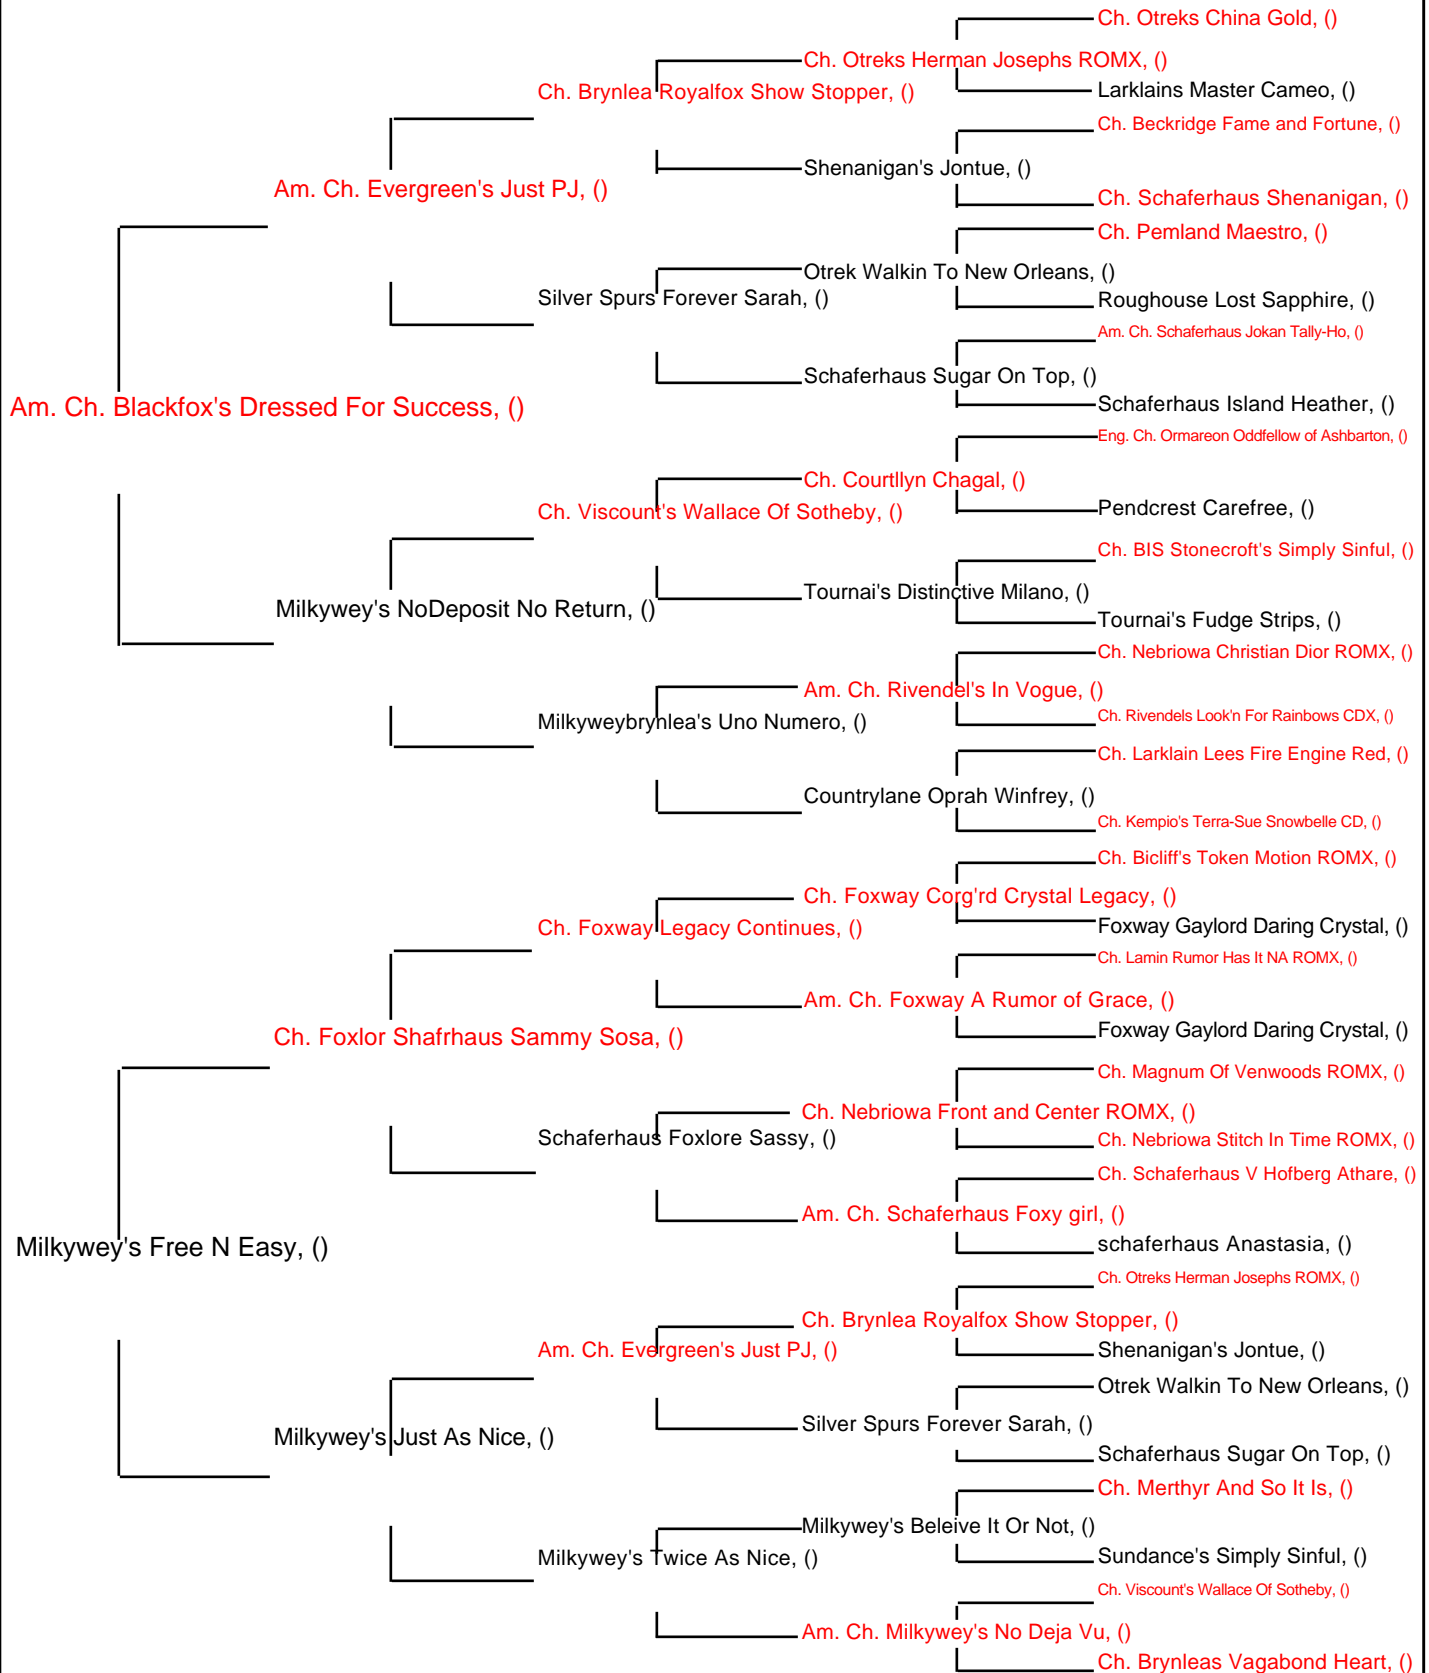 Ch. Otreks China Gold, ()
Ch. Otreks Herman Josephs ROMX, ()
Ch. Brynlea Royalfox Show Stopper, ()
Larklains Master Cameo, ()
Ch. Beckridge Fame and Fortune, ()
Shenanigan's Jontue, ()
Am. Ch. Evergreen's Just PJ, ()
Ch. Schaferhaus Shenanigan, ()
Ch. Pemland Maestro, ()
Otrek Walkin To New Orleans, ()
Silver Spurs Forever Sarah, ()
Roughouse Lost Sapphire, ()
Am. Ch. Schaferhaus Jokan Tally-Ho, ()
Schaferhaus Sugar On Top, ()
Am. Ch. Blackfox's Dressed For Success, ()
Schaferhaus Island Heather, ()
Eng. Ch. Ormareon Oddfellow of Ashbarton, ()
Ch. Courtllyn Chagal, ()
Ch. Viscount's Wallace Of Sotheby, ()
Pendcrest Carefree, ()
Ch. BIS Stonecroft's Simply Sinful, ()
Tournai's Distinctive Milano, ()
Milkywey's NoDeposit No Return, ()
Tournai's Fudge Strips, ()
Ch. Nebriowa Christian Dior ROMX, ()
Am. Ch. Rivendel's In Vogue, ()
Milkyweybrynlea's Uno Numero, ()
Ch. Rivendels Look'n For Rainbows CDX, ()
Ch. Larklain Lees Fire Engine Red, ()
Countrylane Oprah Winfrey, ()
Ch. Kempio's Terra-Sue Snowbelle CD, ()
Ch. Bicliff's Token Motion ROMX, ()
Ch. Foxway Corg'rd Crystal Legacy, ()
Ch. Foxway Legacy Continues, ()
Foxway Gaylord Daring Crystal, ()
Ch. Lamin Rumor Has It NA ROMX, ()
Am. Ch. Foxway A Rumor of Grace, ()
Ch. Foxlor Shafrhaus Sammy Sosa, ()
Foxway Gaylord Daring Crystal, ()
Ch. Magnum Of Venwoods ROMX, ()
Ch. Nebriowa Front and Center ROMX, ()
Schaferhaus Foxlore Sassy, ()
Ch. Nebriowa Stitch In Time ROMX, ()
Ch. Schaferhaus V Hofberg Athare, ()
Am. Ch. Schaferhaus Foxy girl, ()
Milkywey's Free N Easy, ()
schaferhaus Anastasia, ()
Ch. Otreks Herman Josephs ROMX, ()
Ch. Brynlea Royalfox Show Stopper, ()
Am. Ch. Evergreen's Just PJ, ()
Shenanigan's Jontue, ()
Otrek Walkin To New Orleans, ()
Silver Spurs Forever Sarah, ()
Milkywey's Just As Nice, ()
Schaferhaus Sugar On Top, ()
Ch. Merthyr And So It Is, ()
Milkywey's Beleive It Or Not, ()
Milkywey's Twice As Nice, ()
Sundance's Simply Sinful, ()
Ch. Viscount's Wallace Of Sotheby, ()
Am. Ch. Milkywey's No Deja Vu, ()
Ch. Brynleas Vagabond Heart, ()